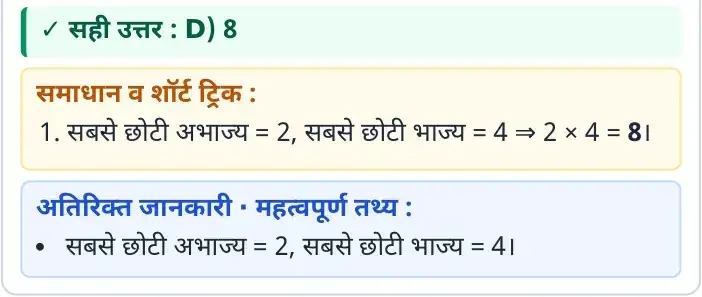 ✓ सही उत्तर : D) 8
समाधान व शॉर्ट ट्रिक :
1. सबसे छोटी अभाज्य = 2, सबसे छोटी भाज्य = 4 ⇒ 2 × 4 = 8।
अतिरिक्त जानकारी · महत्वपूर्ण तथ्य :
• सबसे छोटी अभाज्य = 2, सबसे छोटी भाज्य = 4।